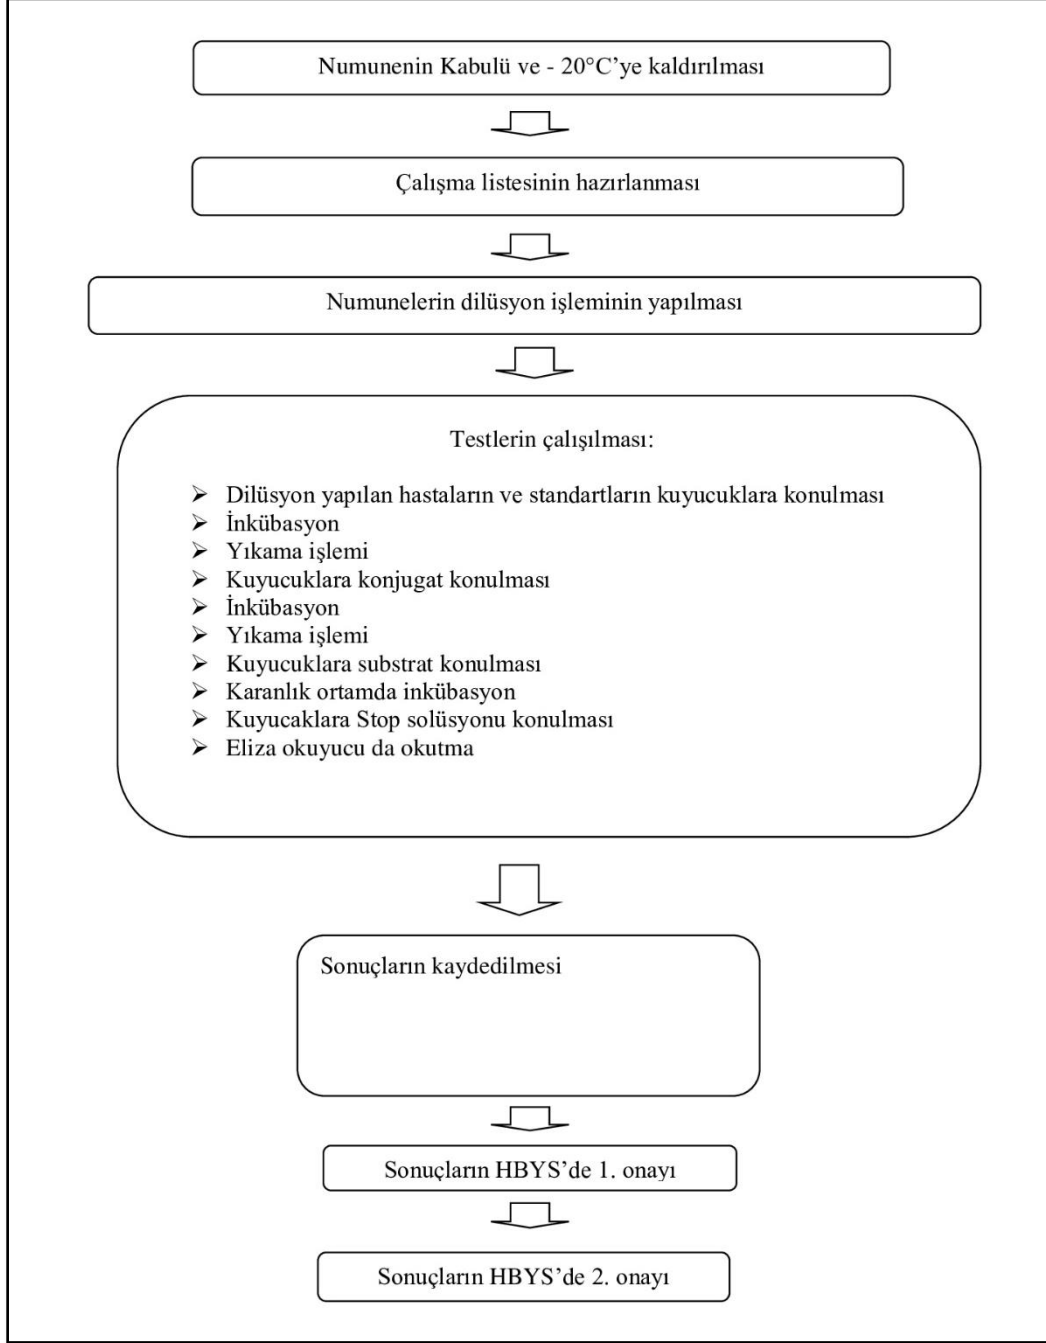 Numunenin Kabulü ve - 20°C’ye kaldırılması
Çalışma listesinin hazırlanması
Numunelerin dilüsyon işleminin yapılması
Testlerin çalışılması:
➢ Dilüsyon yapılan hastaların ve standartların kuyucuklara konulması
➢ İnkübasyon
➢ Yıkama işlemi
➢ Kuyucuklara konjugat konulması
➢ İnkübasyon
➢ Yıkama işlemi
➢ Kuyucuklara substrat konulması
➢ Karanlık ortamda inkübasyon
➢ Kuyucaklara Stop solüsyonu konulması
➢ Eliza okuyucu da okutma
Sonuçların kaydedilmesi
Sonuçların HBYS’de 1. onayı
Sonuçların HBYS’de 2. onayı